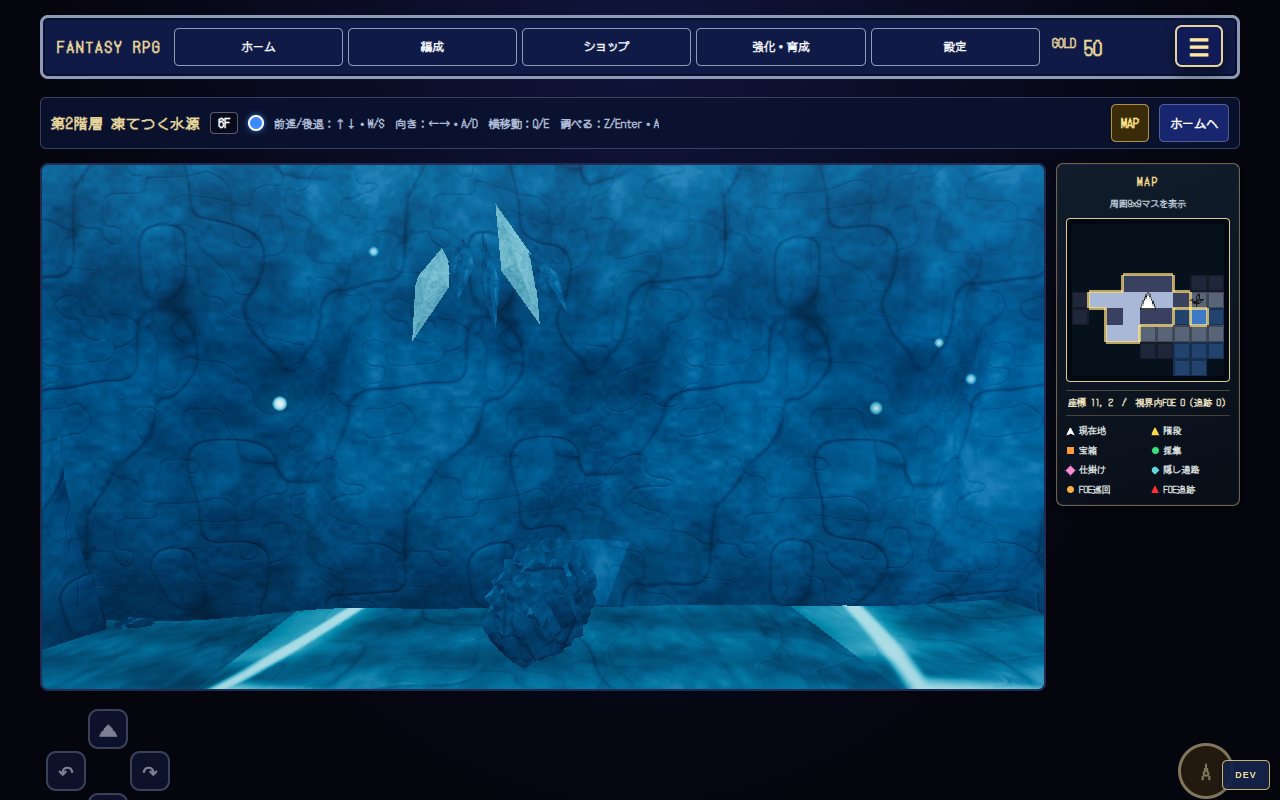 FANTASY RPG
ホーム
編成
ショップ
強化・育成
設定
GOLD 50
第2階層 凍てつく水源
6F
前進/後退：↑↓・W/S 向き：←→・A/D 横移動：Q/E 調べる：Z/Enter・A
MAP
ホームへ
MAP
周囲9x9マスを表示
座標 11, 2 / 視界内FOE 0 (追跡 0)
現在地
階段
宝箱
採集
仕掛け
隠し通路
FOE巡回
FOE追跡
A
DEV